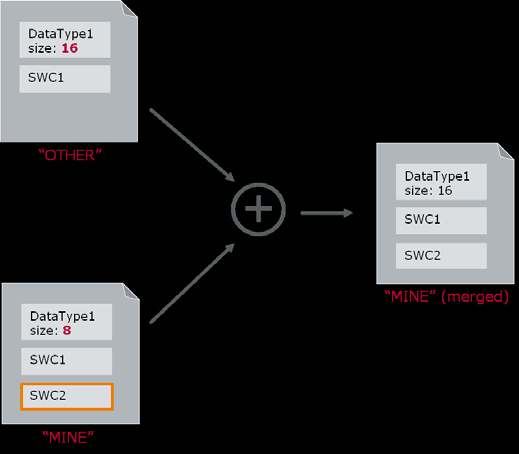 DataType1
size: 16
SWC1
“OTHER”
DataType1
size: 8
SWC1
SWC2
“MINE”
DataType1
size: 16
SWC1
SWC2
“MINE” (merged)